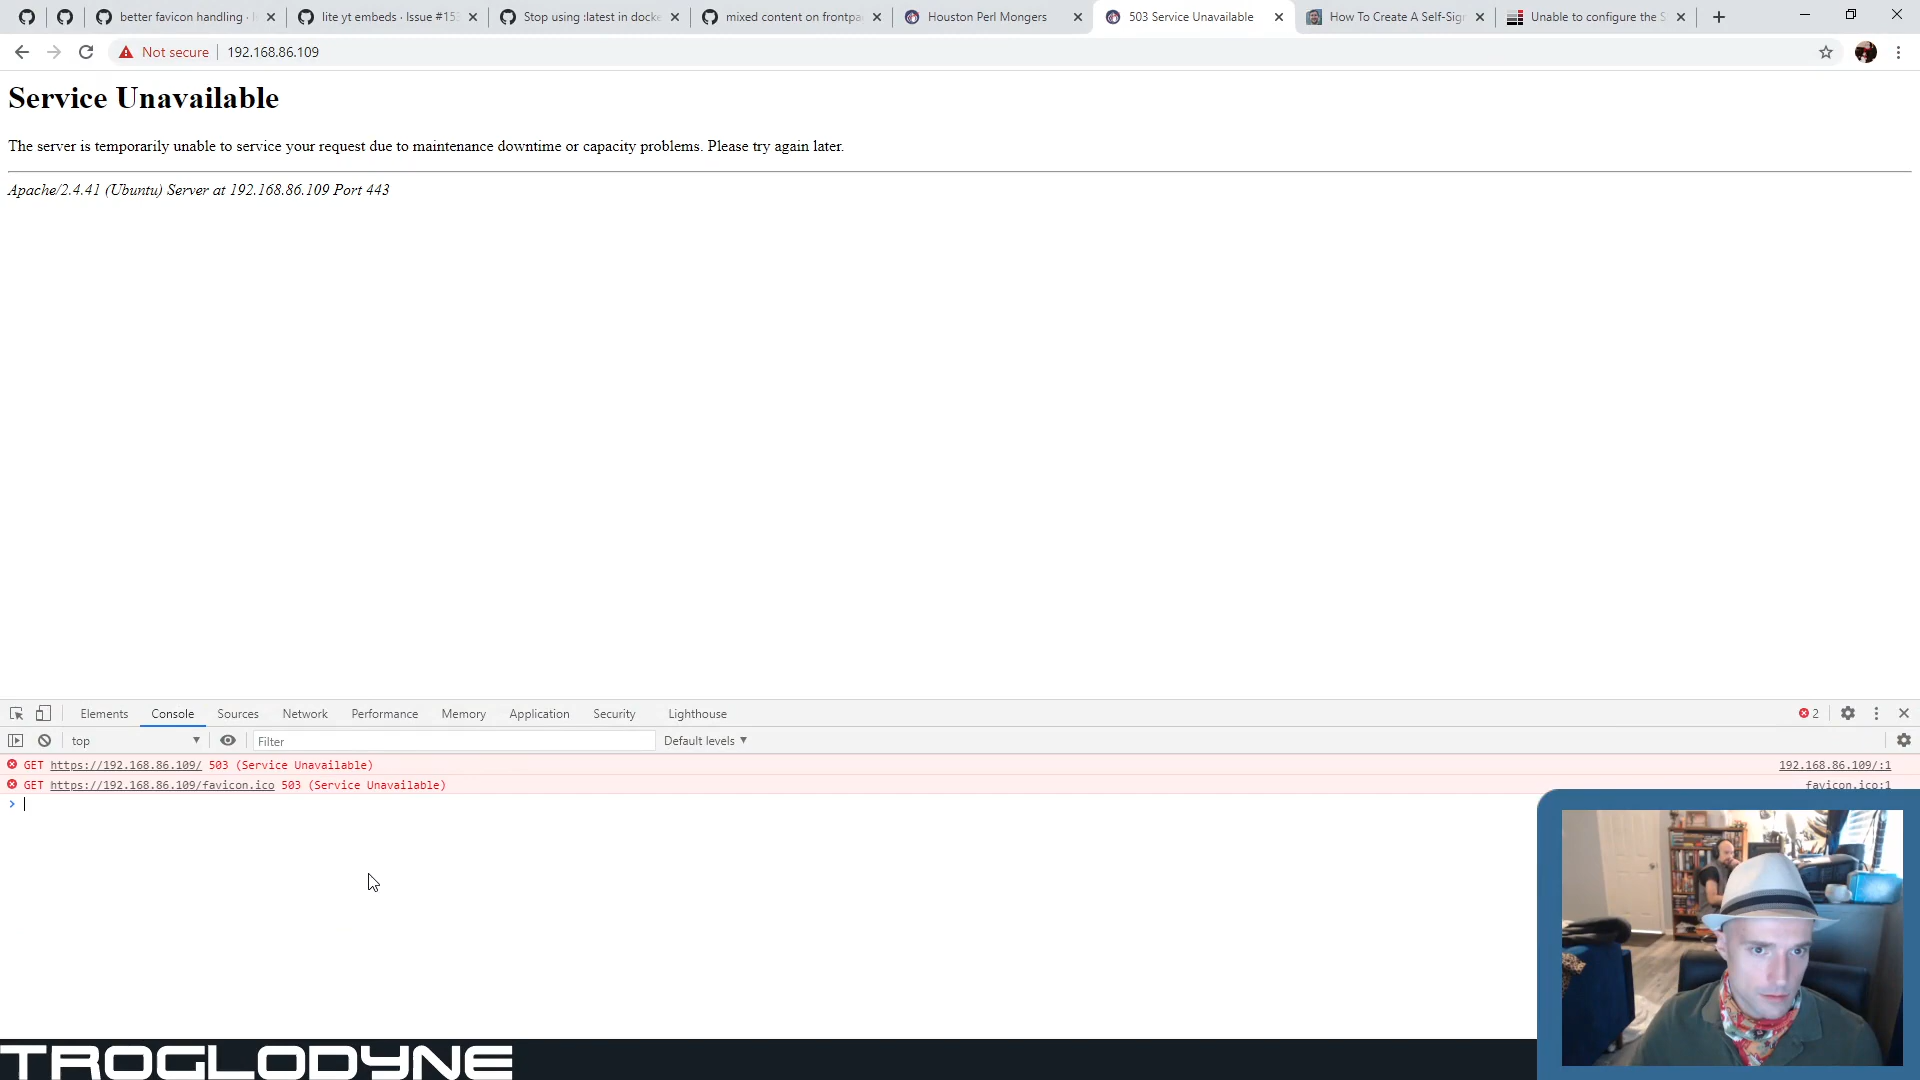 better favicon handling · I
lite yt embeds · Issue #153
Stop using :latest in docke
mixed content on frontpa
Houston Perl Mongers
503 Service Unavailable
How To Create A Self-Sig
Unable to configure the S
Not secure
192.168.86.109
Service Unavailable
The server is temporarily unable to service your request due to maintenance downtime or capacity problems. Please try again later.
Apache/2.4.41 (Ubuntu) Server at 192.168.86.109 Port 443
Elements
Console
Sources
Network
Performance
Memory
Application
Security
Lighthouse
2
top
Filter
Default levels
GET https://192.168.86.109/ 503 (Service Unavailable)
192.168.86.109/:1
GET https://192.168.86.109/favicon.ico 503 (Service Unavailable)
favicon.ico:1
TROGLODYNE